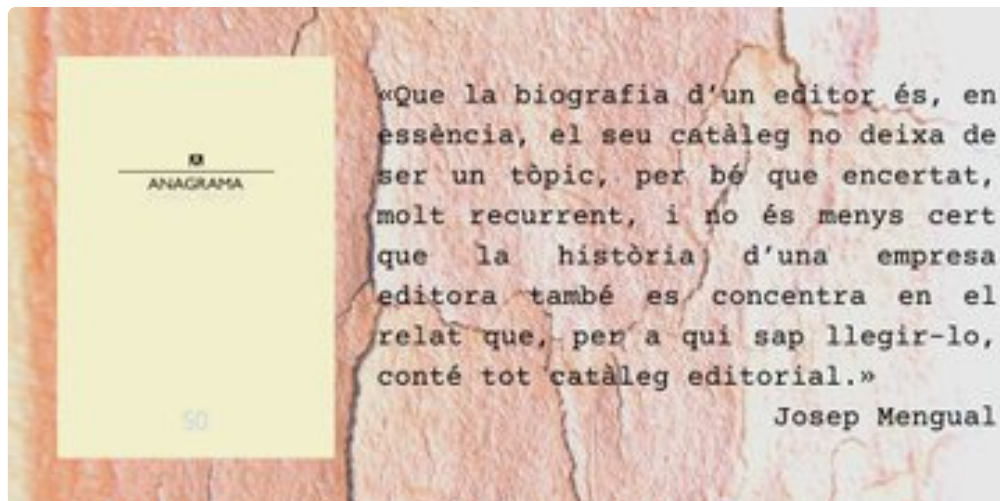 ANAGRAMA
50
«Que la biografia d’un editor és, en
essència, el seu catàleg no deixa de
ser un tòpic, per bé que encertat,
molt recurrent, i no és menys cert
que la història d’una empresa
editora també es concentra en el
relat que, per a qui sap llegir-lo,
conté tot catàleg editorial.»
Josep Mengual